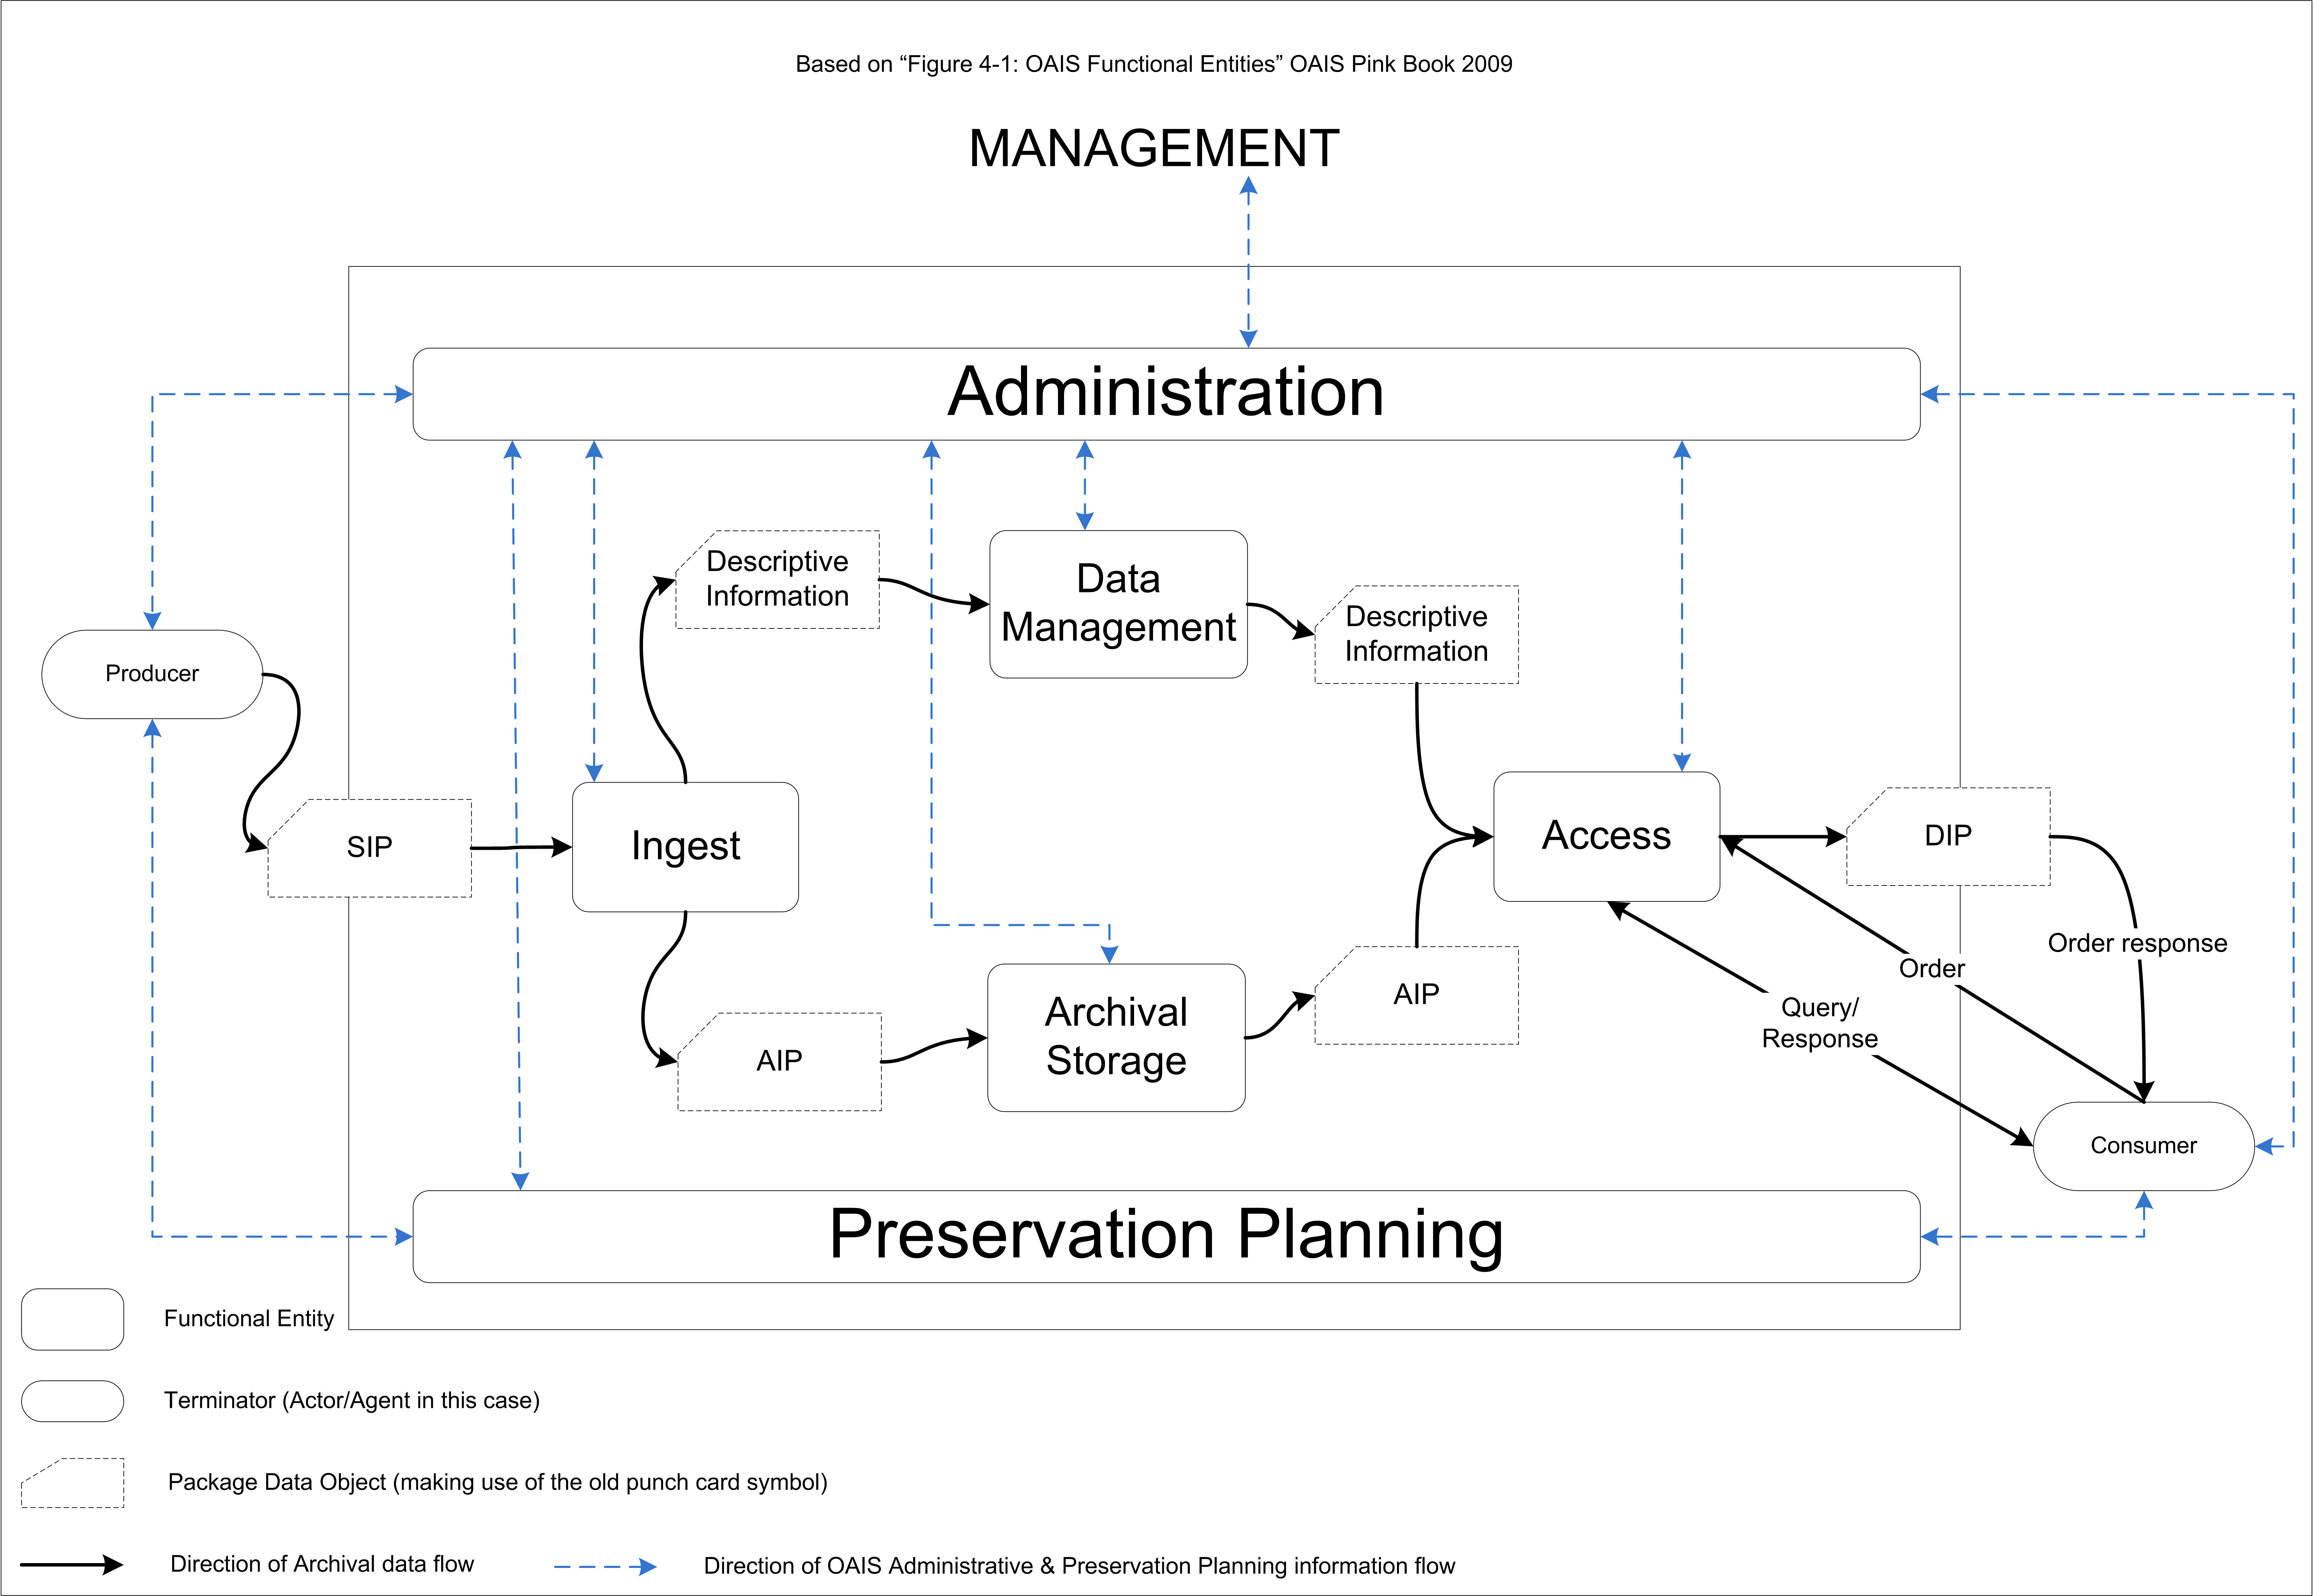 Based on “Figure 4-1: OAIS Functional Entities” OAIS Pink Book 2009
MANAGEMENT
Administration
Descriptive
Information
Data
Management
Descriptive
Information
Producer
SIP
Ingest
Access
DIP
Order response
Order
Query/
Response
AIP
Archival
Storage
AIP
Consumer
Preservation Planning
Functional Entity
Terminator (Actor/Agent in this case)
Package Data Object (making use of the old punch card symbol)
Direction of Archival data flow
Direction of OAIS Administrative & Preservation Planning information flow